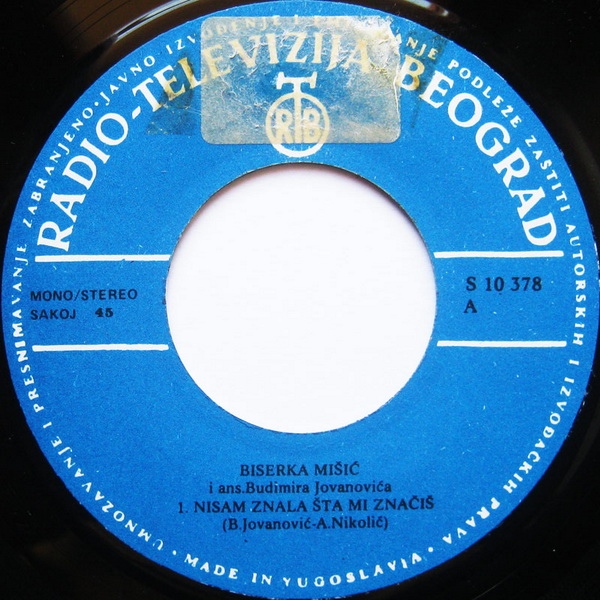 UMNOŽAVANJE I PRESNIMAVANJE ZABRANJENO · JAVNO IZVOĐENJE I EMITOVANJE PODLEŽE ZAŠTITI AUTORSKIH I IZVOĐAČKIH PRAVA ·
RADIO-TELEVIZIJA BEOGRAD
RTB
MONO/STEREO
SAKOJ 45
S 10 378
A
BISERKA MIŠIĆ
i ans.Budimira Jovanovića
1. NISAM ZNALA ŠTA MI ZNAČIŠ
(B.Jovanović-A.Nikolič)
· MADE IN YUGOSLAVIA ·